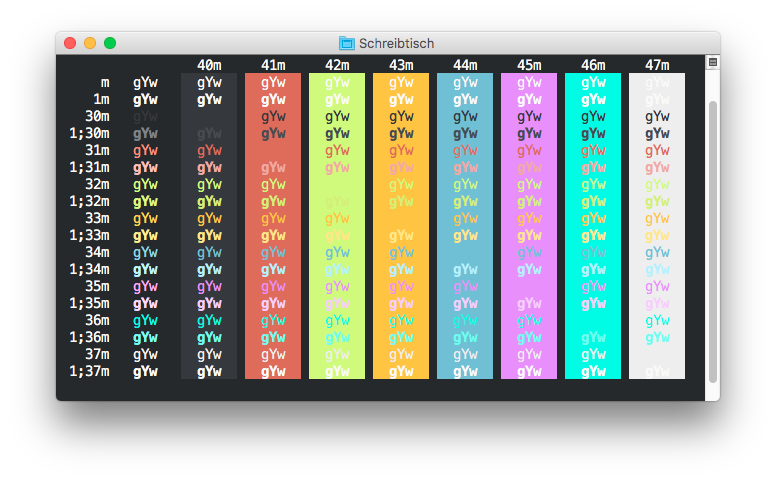 Schreibtisch
40m 41m 42m 43m 44m 45m 46m 47m
m gYw gYw gYw gYw gYw gYw gYw gYw gYw
1m gYw gYw gYw gYw gYw gYw gYw gYw gYw
30m gYw gYw gYw gYw gYw gYw gYw gYw
1;30m gYw gYw gYw gYw gYw gYw gYw gYw gYw
31m gYw gYw gYw gYw gYw gYw gYw gYw
1;31m gYw gYw gYw gYw gYw gYw gYw gYw gYw
32m gYw gYw gYw gYw gYw gYw gYw gYw
1;32m gYw gYw gYw gYw gYw gYw gYw gYw gYw
33m gYw gYw gYw gYw gYw gYw gYw gYw
1;33m gYw gYw gYw gYw gYw gYw gYw gYw gYw
34m gYw gYw gYw gYw gYw gYw gYw gYw
1;34m gYw gYw gYw gYw gYw gYw gYw gYw gYw
35m gYw gYw gYw gYw gYw gYw gYw gYw
1;35m gYw gYw gYw gYw gYw gYw gYw gYw gYw
36m gYw gYw gYw gYw gYw gYw gYw gYw
1;36m gYw gYw gYw gYw gYw gYw gYw gYw gYw
37m gYw gYw gYw gYw gYw gYw gYw gYw
1;37m gYw gYw gYw gYw gYw gYw gYw gYw gYw